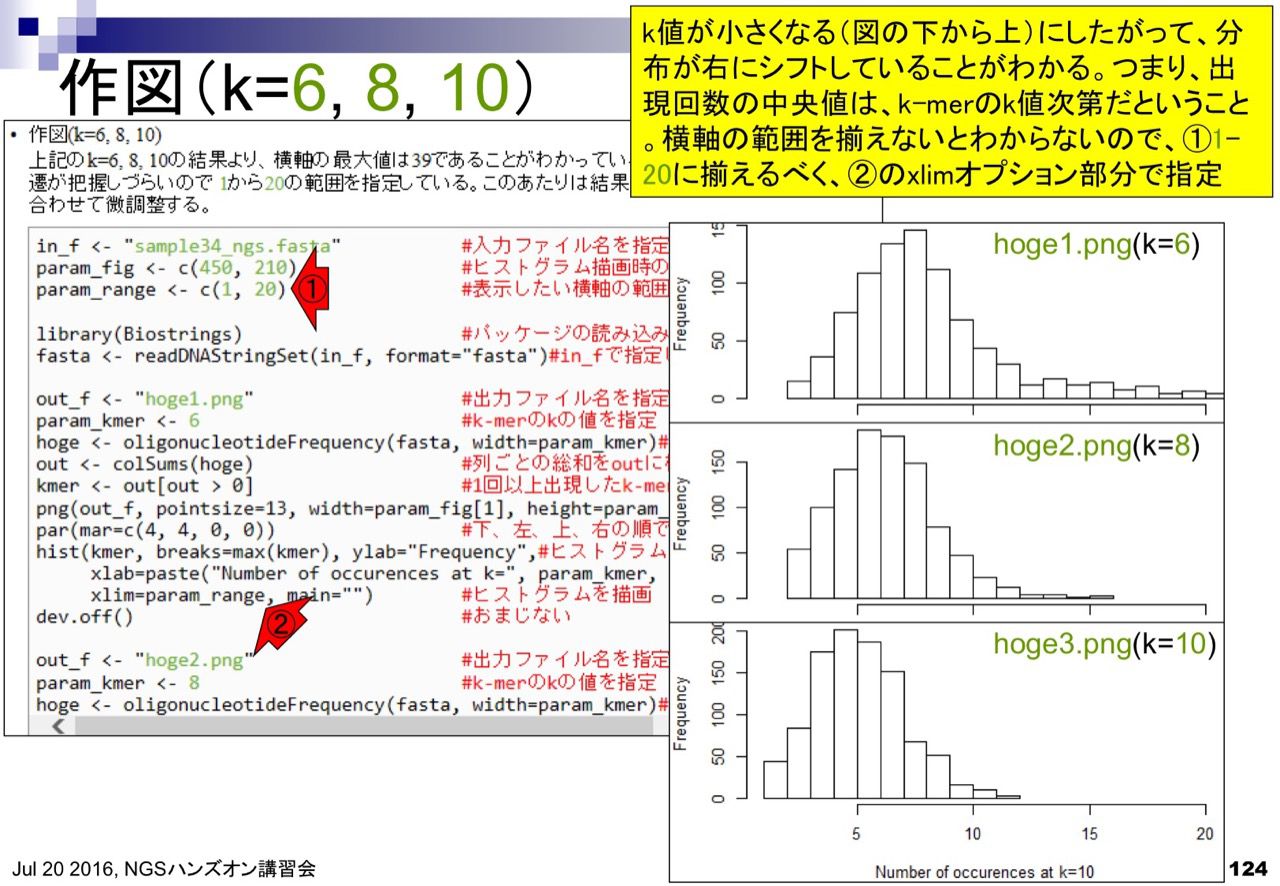 作図(k=6, 8, 10)
k値が小さくなる(図の下から上)にしたがって、分
布が右にシフトしていることがわかる。つまり、出
現回数の中央値は、k-merのk値次第だということ
。横軸の範囲を揃えないとわからないので、①1-
20に揃えるべく、②のxlimオプション部分で指定
• 作図(k=6, 8, 10)
上記のk=6, 8, 10の結果より、横軸の最大値は39であることがわかってい
遷が把握しづらいので 1から20の範囲を指定している。このあたりは結果
合わせて微調整する。
in_f <- "sample34_ngs.fasta" #入力ファイル名を指定
param_fig <- c(450, 210) #ヒストグラム描画時の
param_range <- c(1, 20) #表示したい横軸の範囲
①
library(Biostrings) #パッケージの読み込み
fasta <- readDNAStringSet(in_f, format="fasta")#in_fで指定
out_f <- "hoge1.png" #出力ファイル名を指定
param_kmer <- 6 #k-merのkの値を指定
hoge <- oligonucleotideFrequency(fasta, width=param_kmer)#
out <- colSums(hoge) #列ごとの総和をoutに
kmer <- out[out > 0] #1回以上出現したk-me
png(out_f, pointsize=13, width=param_fig[1], height=param_
par(mar=c(4, 4, 0, 0)) #下、左、上、右の順で
hist(kmer, breaks=max(kmer), ylab="Frequency",#ヒストグラム
xlab=paste("Number of occurences at k=", param_kmer,
xlim=param_range, main="") #ヒストグラムを描画
dev.off() #おまじない
②
out_f <- "hoge2.png" #出力ファイル名を指定
param_kmer <- 8 #k-merのkの値を指定
hoge <- oligonucleotideFrequency(fasta, width=param_kmer)#
hoge1.png(k=6)
Frequency
15
100
50
0
hoge2.png(k=8)
Frequency
150
100
50
0
hoge3.png(k=10)
Frequency
200
150
100
50
0
5 10 15 20
Number of occurences at k=10
Jul 20 2016, NGSハンズオン講習会
124